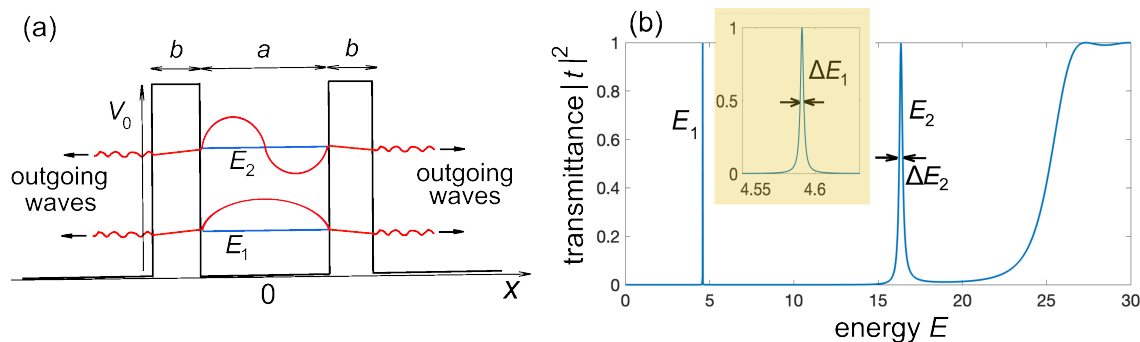 (a)
b
a
b
V₀
E₂
outgoing
waves
outgoing
waves
E₁
0
x
(b)
transmittance | t |²
1
0.8
0.6
0.4
0.2
0
0
5
10
15
20
25
30
energy E
E₁
1
0.5
0
4.55
4.6
ΔE₁
E₂
ΔE₂